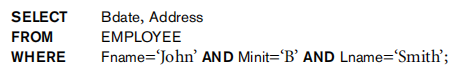 SELECT Bdate, Address
FROM EMPLOYEE
WHERE Fname=‘John’ AND Minit=‘B’ AND Lname=‘Smith’;